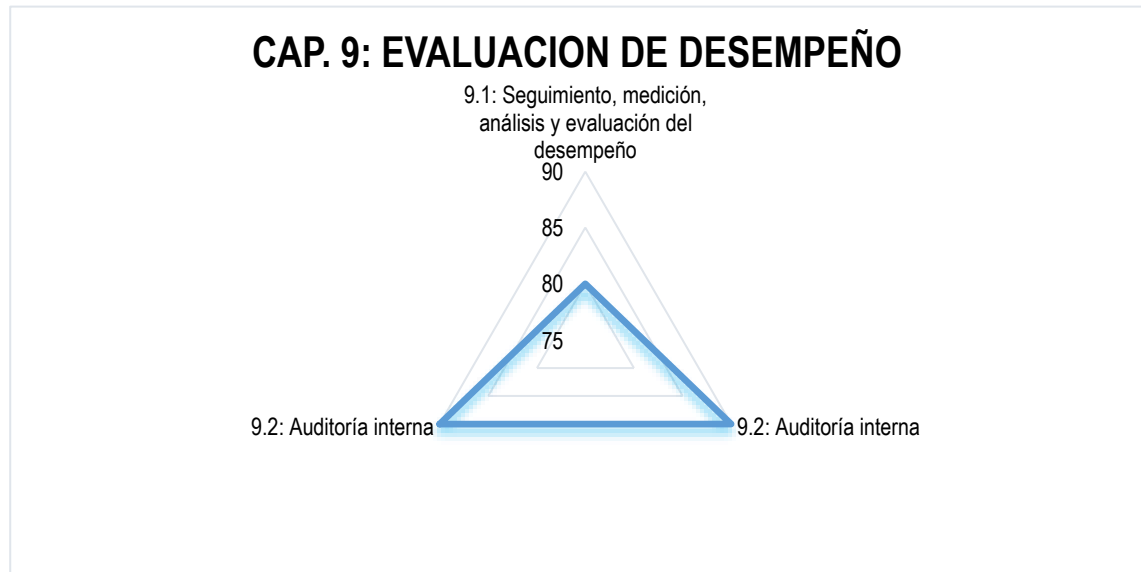 CAP. 9: EVALUACION DE DESEMPEÑO
9.1: Seguimiento, medición,
análisis y evaluación del
desempeño
90
85
80
75
9.2: Auditoría interna
9.2: Auditoría interna